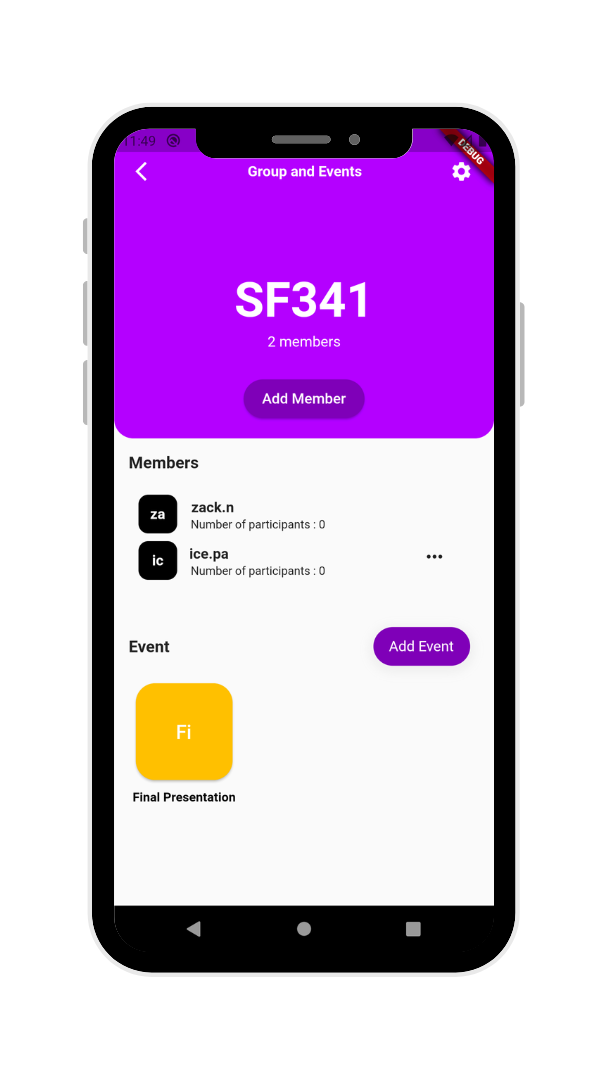 11:49
DEBUG
Group and Events
SF341
2 members
Add Member
Members
za
zack.n
Number of participants : 0
ic
ice.pa
Number of participants : 0
Event
Add Event
Fi
Final Presentation